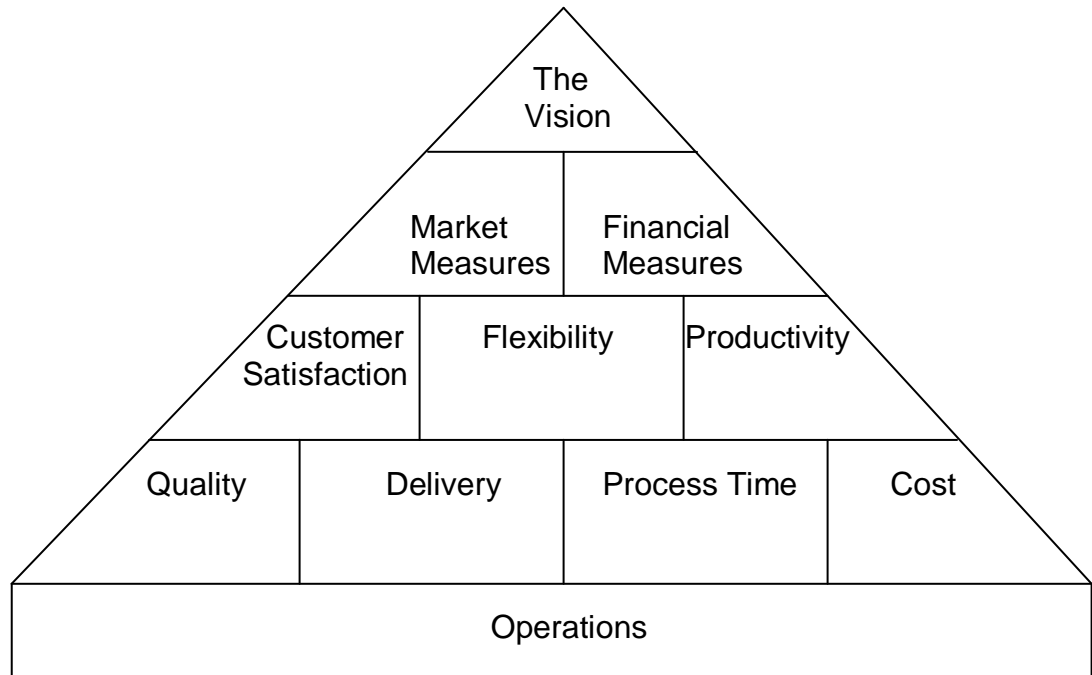 The
Vision
Market
Measures
Financial
Measures
Customer
Satisfaction
Flexibility
Productivity
Quality
Delivery
Process Time
Cost
Operations